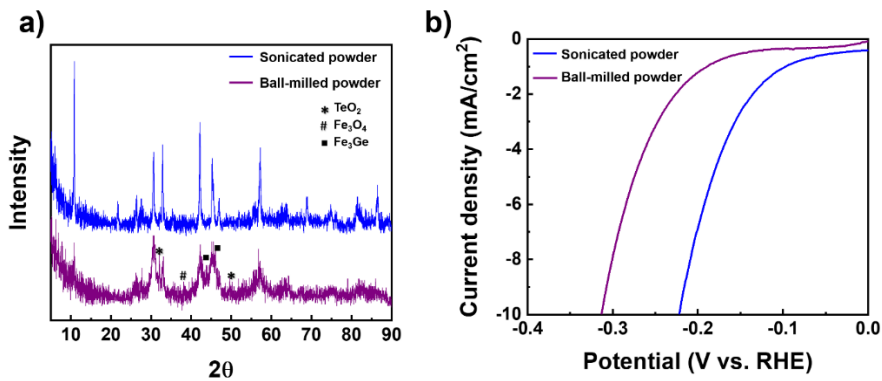 a)
Sonicated powder
Ball-milled powder
* TeO2
# Fe3O4
■ Fe3Ge
*
#
■
■
*
Intensity
10 20 30 40 50 60 70 80 90
2θ
b)
Sonicated powder
Ball-milled powder
0
-2
-4
-6
-8
-10
Current density (mA/cm2)
-0.4 -0.3 -0.2 -0.1 0.0
Potential (V vs. RHE)